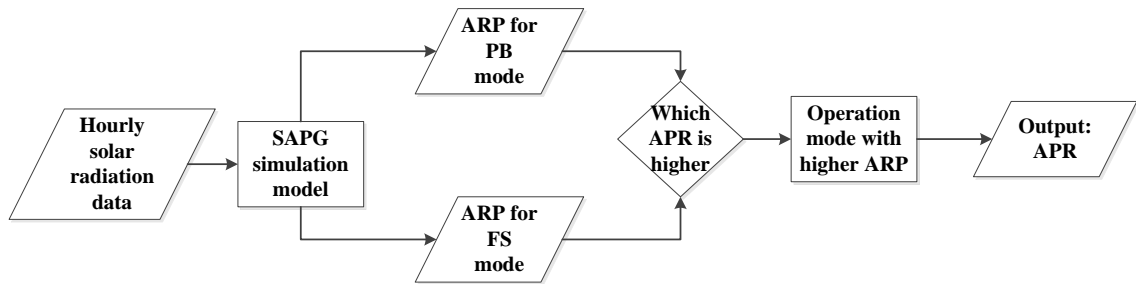 Hourly
solar
radiation
data
SAPG
simulation
model
ARP for
PB
mode
ARP for
FS
mode
Which
APR is
higher
Operation
mode with
higher ARP
Output:
APR